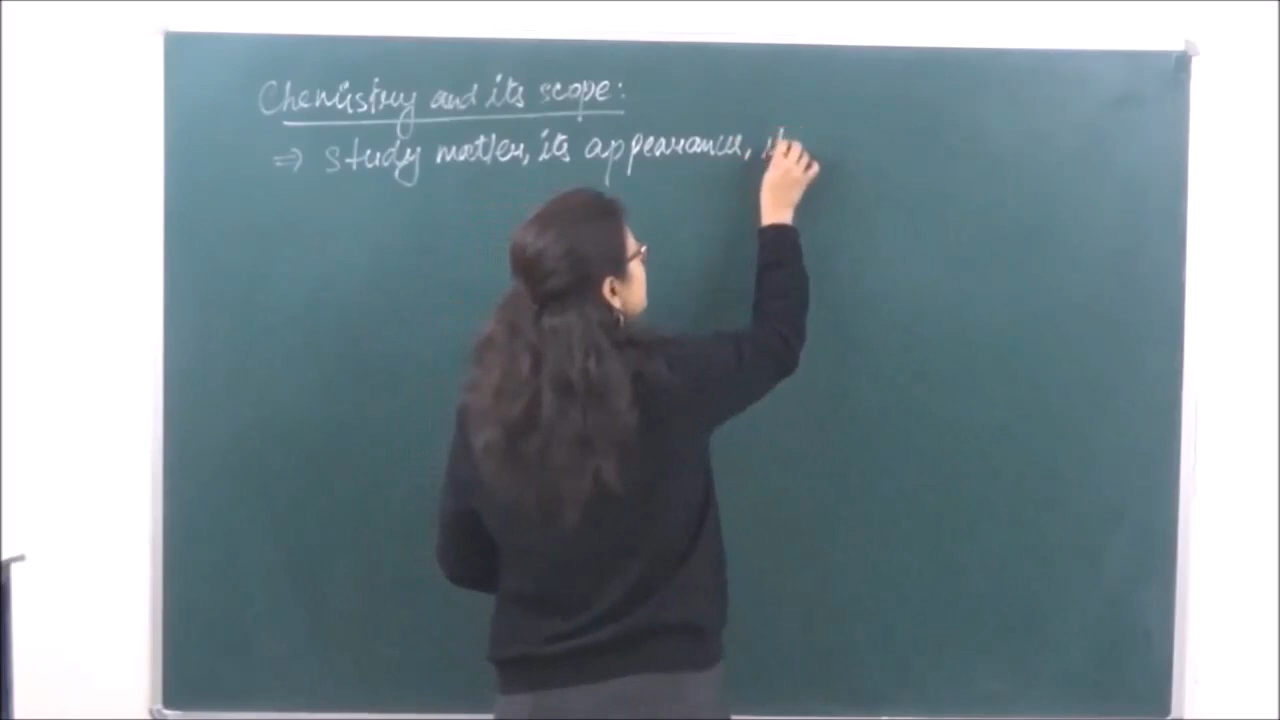 Chemistry and its scope:
⇒ study matter, its appearance,